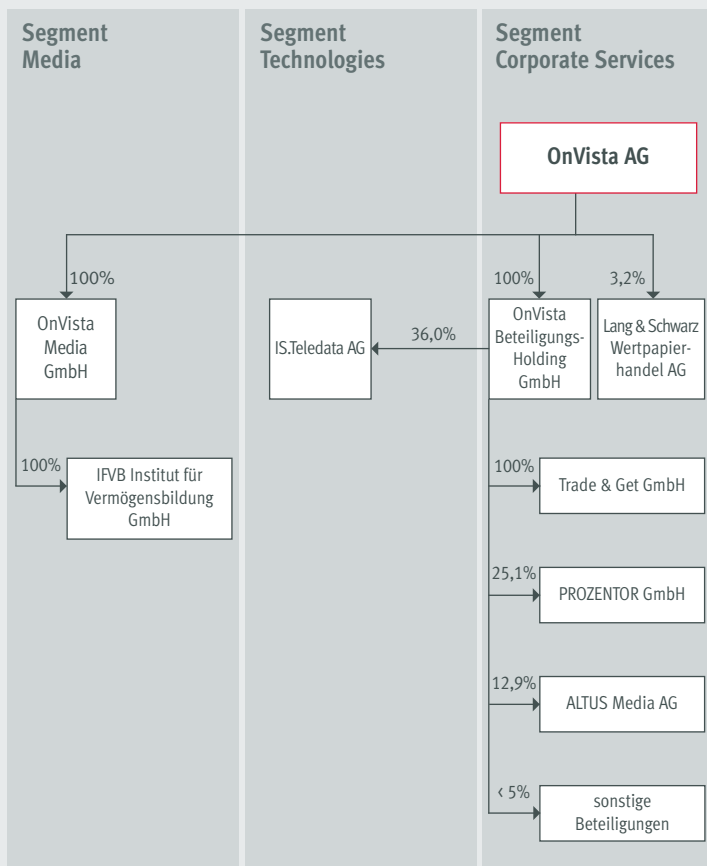 Segment
Media
Segment
Technologies
Segment
Corporate Services
OnVista AG
100%
100%
3,2%
OnVista
Media
GmbH
IS.Teledata AG
36,0%
OnVista
Beteiligungs-
Holding
GmbH
Lang & Schwarz
Wertpapier-
handel AG
100%
IFVB Institut für
Vermögensbildung
GmbH
100%
Trade & Get GmbH
25,1%
PROZENTOR GmbH
12,9%
ALTUS Media AG
< 5%
sonstige
Beteiligungen